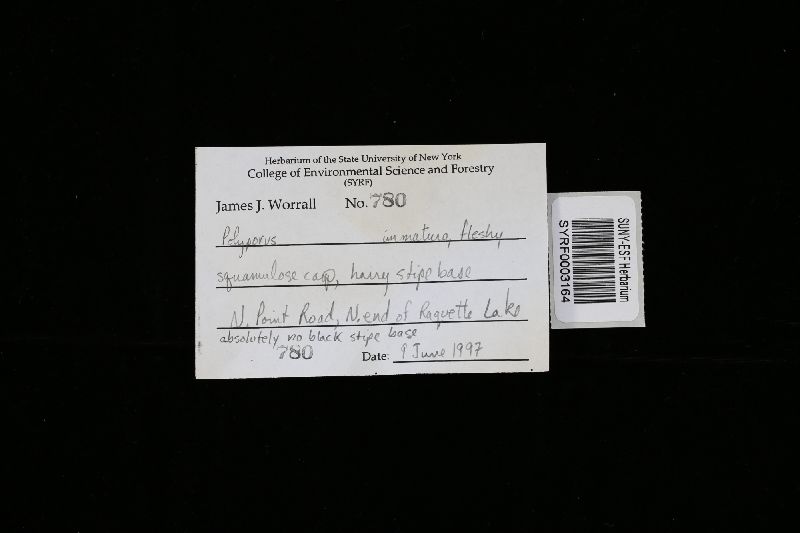 Herbarium of the State University of New York
College of Environmental Science and Forestry
(SYRF)
James J. Worrall No. 780
Polyporus immature, fleshy
squamulose cap, hairy stipe base
N. Point Road, N. end of Raquette Lake
absolutely no black stipe base
780 Date: 9 June 1997
SUNY-ESF Herbarium
SYRF0003164